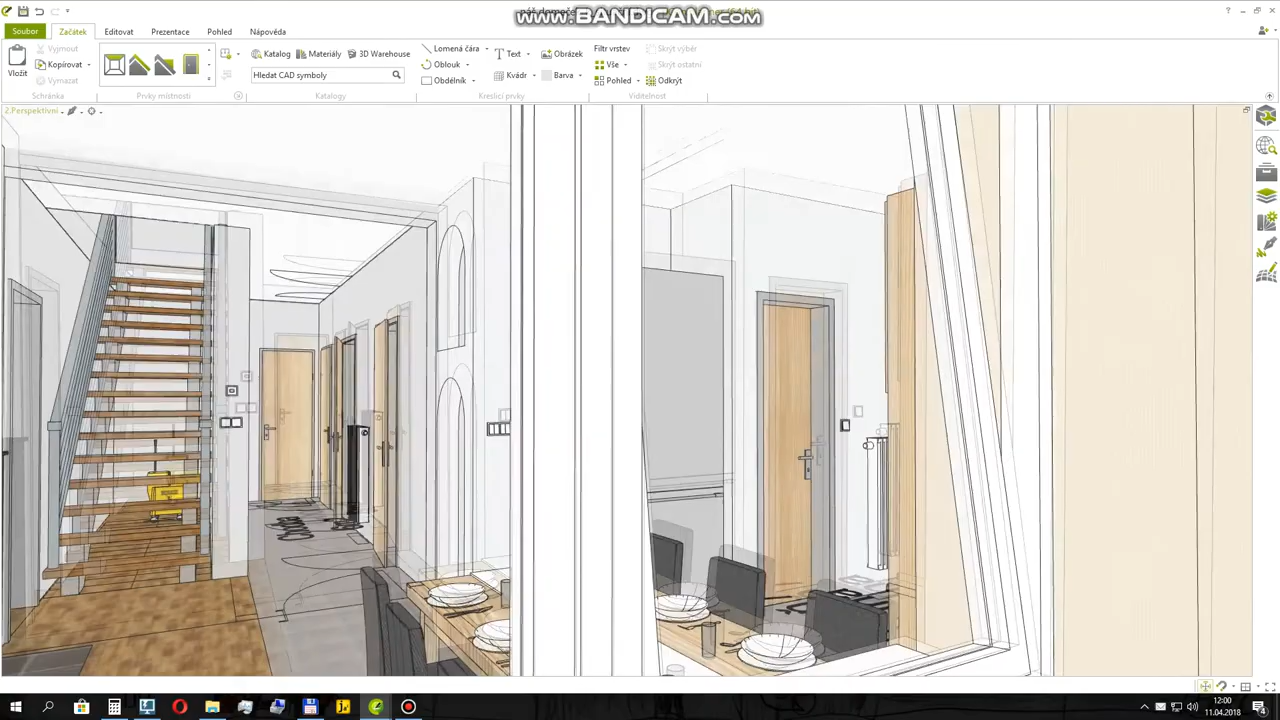 www.BANDICAM.com
Soubor Začátek Editovat Prezentace Pohled Nápověda
Vložit
Vyjmout
Kopírovat
Vymazat
Schránka
Prvky místnosti
Katalog Materiály 3D Warehouse
Hledat CAD symboly
Katalogy
Lomená čára Text Obrázek
Oblouk Kvádr Barva
Obdélník
Kreslicí prvky
Filtr vrstev Skrýt výběr
Vše Skrýt ostatní
Pohled Odkrýt
Viditelnost
2.Perspektivní
12:00
11.04.2018
4